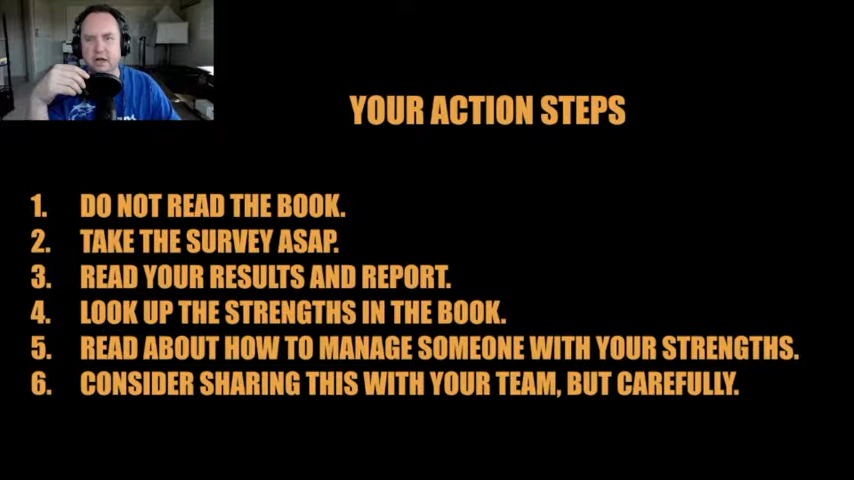 YOUR ACTION STEPS
1. DO NOT READ THE BOOK.
2. TAKE THE SURVEY ASAP.
3. READ YOUR RESULTS AND REPORT.
4. LOOK UP THE STRENGTHS IN THE BOOK.
5. READ ABOUT HOW TO MANAGE SOMEONE WITH YOUR STRENGTHS.
6. CONSIDER SHARING THIS WITH YOUR TEAM, BUT CAREFULLY.